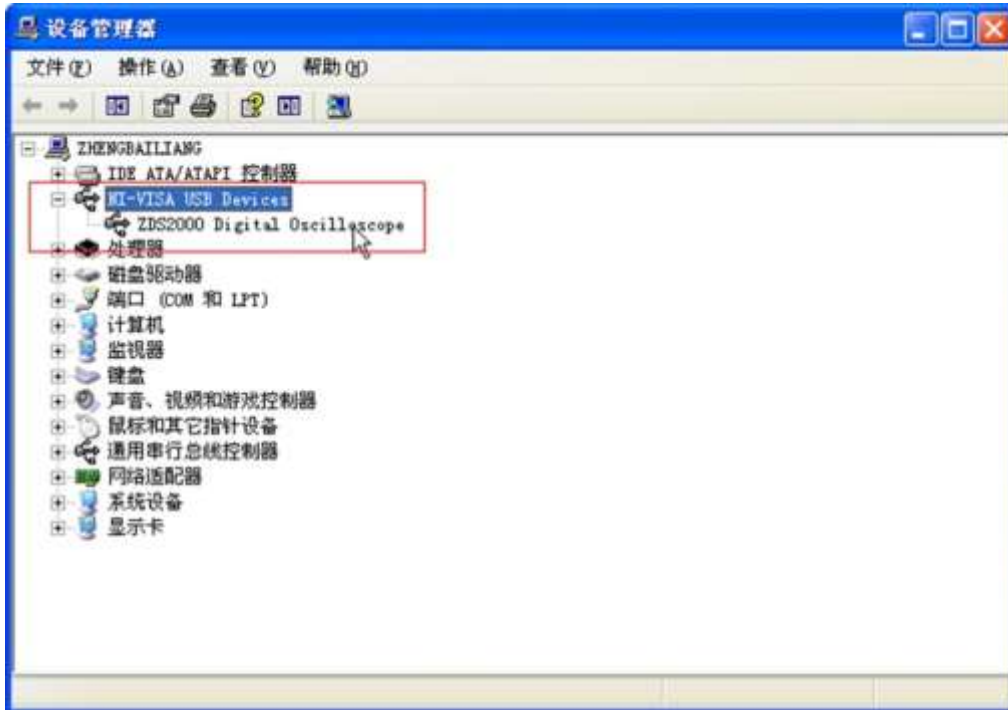 设备管理器
文件(F) 操作(A) 查看(V) 帮助(H)
ZHENGBAILIANG
IDE ATA/ATAPI 控制器
NI-VISA USB Devices
ZDS2000 Digital Oscilloscope
处理器
磁盘驱动器
端口 (COM 和 LPT)
计算机
监视器
键盘
声音、视频和游戏控制器
鼠标和其它指针设备
通用串行总线控制器
网络适配器
系统设备
显示卡